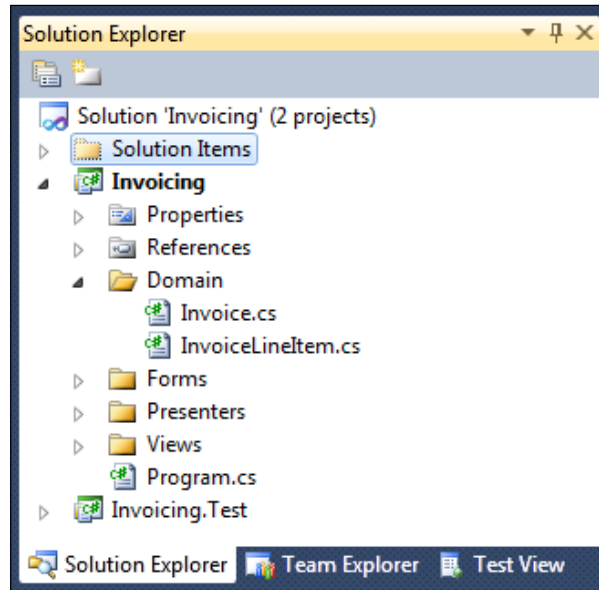 Solution Explorer
Solution 'Invoicing' (2 projects)
Solution Items
Invoicing
Properties
References
Domain
Invoice.cs
InvoiceLineItem.cs
Forms
Presenters
Views
Program.cs
Invoicing.Test
Solution Explorer Team Explorer Test View